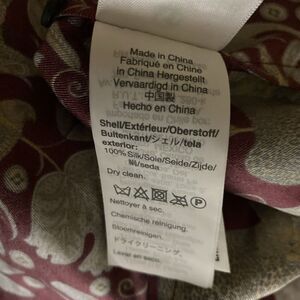 Made in China
Fabriqué en Chine
in China Hergestellt
Vervaardigd in China
中国製
Hecho en China
Shell/Extérieur/Oberstoff/
Buitenkant/シェル/tela
exterior:
100%Silk/Soie/Seide/Zijde/
絹/seda
Dry clean.
Nettoyer à sec.
Chemische reinigung.
Stoomreinigen.
ドライクリーニング.
Lavar en seco.